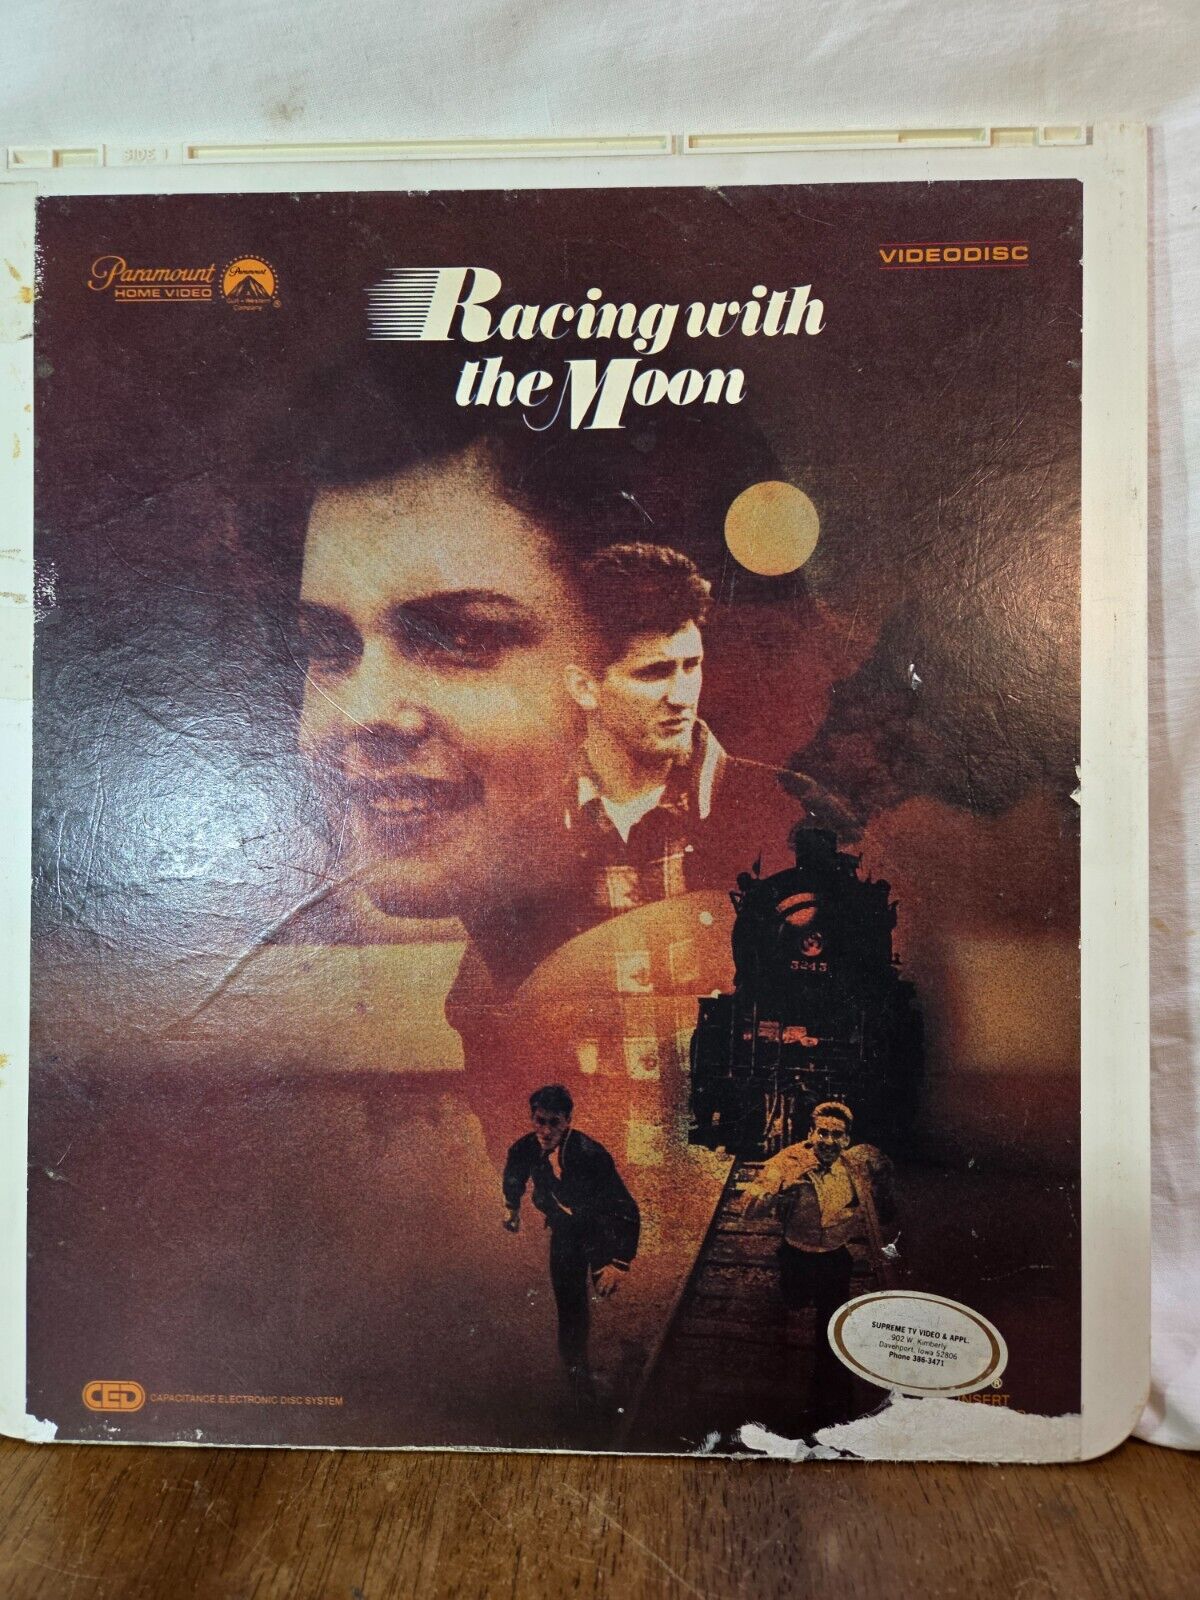 SIDE 1
Paramount
HOME VIDEO
Paramount
Gulf + Western
Company
®
VIDEODISC
Racing with
the Moon
3243
SUPREME TV VIDEO & APPL.
902 W. Kimberly
Davenport, Iowa 52806
Phone 386-3471
®
CED CAPACITANCE ELECTRONIC DISC SYSTEM
INSERT